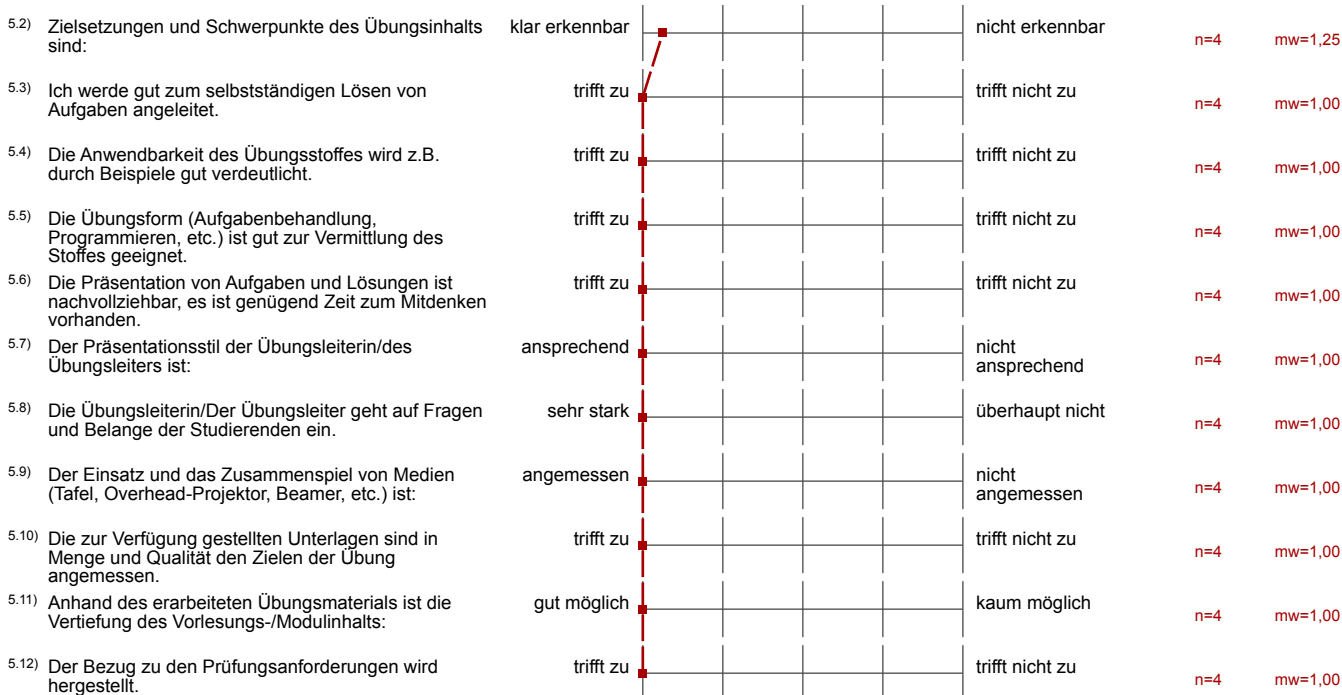 5.2) Zielsetzungen und Schwerpunkte des Übungsinhalts klar erkennbar nicht erkennbar
sind: n=4 mw=1,25
5.3) Ich werde gut zum selbstständigen Lösen von trifft zu trifft nicht zu
Aufgaben angeleitet. n=4 mw=1,00
5.4) Die Anwendbarkeit des Übungsstoffes wird z.B. trifft zu trifft nicht zu
durch Beispiele gut verdeutlicht. n=4 mw=1,00
5.5) Die Übungsform (Aufgabenbehandlung, trifft zu trifft nicht zu
Programmieren, etc.) ist gut zur Vermittlung des n=4 mw=1,00
Stoffes geeignet.
5.6) Die Präsentation von Aufgaben und Lösungen ist trifft zu trifft nicht zu
nachvollziehbar, es ist genügend Zeit zum Mitdenken n=4 mw=1,00
vorhanden.
5.7) Der Präsentationsstil der Übungsleiterin/des ansprechend nicht
Übungsleiters ist: ansprechend n=4 mw=1,00
5.8) Die Übungsleiterin/Der Übungsleiter geht auf Fragen sehr stark überhaupt nicht
und Belange der Studierenden ein. n=4 mw=1,00
5.9) Der Einsatz und das Zusammenspiel von Medien angemessen nicht
(Tafel, Overhead-Projektor, Beamer, etc.) ist: angemessen n=4 mw=1,00
5.10) Die zur Verfügung gestellten Unterlagen sind in trifft zu trifft nicht zu
Menge und Qualität den Zielen der Übung n=4 mw=1,00
angemessen.
5.11) Anhand des erarbeiteten Übungsmaterials ist die gut möglich kaum möglich
Vertiefung des Vorlesungs-/Modulinhalts: n=4 mw=1,00
5.12) Der Bezug zu den Prüfungsanforderungen wird trifft zu trifft nicht zu
hergestellt. n=4 mw=1,00